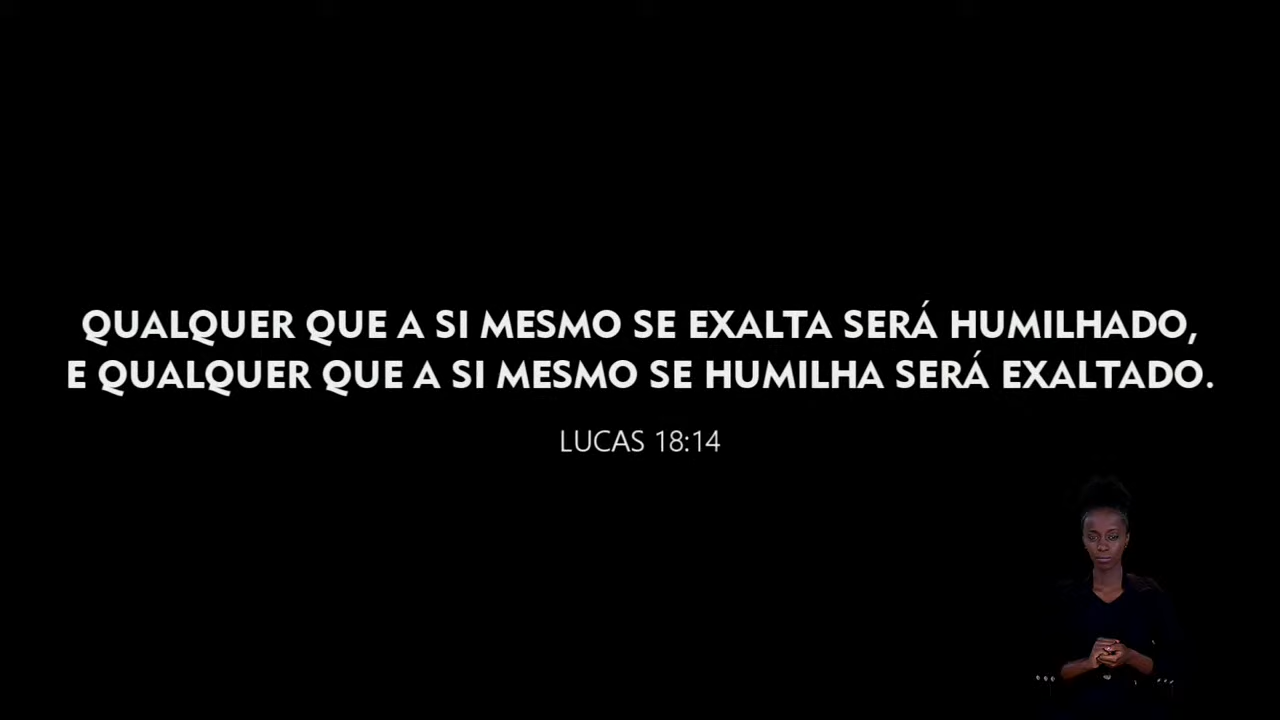 QUALQUER QUE A SI MESMO SE EXALTA SERÁ HUMILHADO,
E QUALQUER QUE A SI MESMO SE HUMILHA SERÁ EXALTADO.
LUCAS 18:14